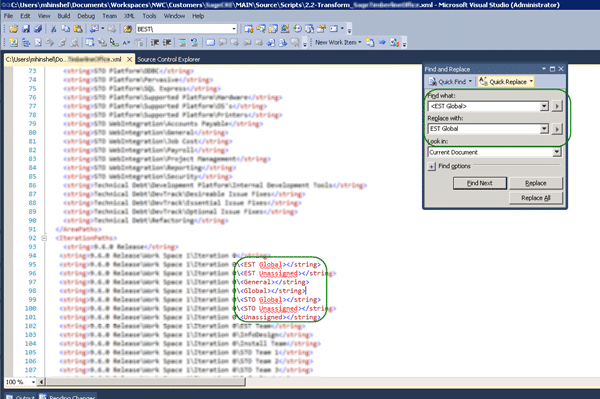 C:\Users\mhinshel\Documents\Workspaces\NWC\Customers\ \MAIN\Source\Scripts\2.2-Transform_ .xml - Microsoft Visual Studio (Administrator)
File Edit View Build Debug Team XML Tools Test Window Help
BEST\ New Work Item
C:\Users\mhinshel\Do... .xml Source Control Explorer
73 <string>STO Platform\ODBC</string>
74 <string>STO Platform\Pervasive</string>
75 <string>STO Platform\SQL Express</string>
76 <string>STO Platform\Supported Platform\Hardware</string>
77 <string>STO Platform\Supported Platform\OS's</string>
78 <string>STO Platform\Supported Platform\Printers</string>
79 <string>STO WebIntegration\Accounts Payable</string>
80 <string>STO WebIntegration\General</string>
81 <string>STO WebIntegration\Job Cost</string>
82 <string>STO WebIntegration\Payroll</string>
83 <string>STO WebIntegration\Project Management</string>
84 <string>STO WebIntegration\Reporting</string>
85 <string>STO WebIntegration\Security</string>
86 <string>Technical Debt\Development Platform\Internal Development Tools</string>
87 <string>Technical Debt\DevTrack\Desireable Issue Fixes</string>
88 <string>Technical Debt\DevTrack\Essential Issue Fixes</string>
89 <string>Technical Debt\DevTrack\Optional Issue Fixes</string>
90 <string>Technical Debt\Refactoring</string>
91 </AreaPaths>
92 <IterationPaths>
93 <string>9.6.0 Release</string>
94 <string>9.6.0 Release\Work Space 1\Iteration 0</string>
95 <string>9.6.0 Release\Work Space 1\Iteration 0\<EST Global></string>
96 <string>9.6.0 Release\Work Space 1\Iteration 0\<EST Unassigned></string>
97 <string>9.6.0 Release\Work Space 1\Iteration 0\<General></string>
98 <string>9.6.0 Release\Work Space 1\Iteration 0\<Global></string>
99 <string>9.6.0 Release\Work Space 1\Iteration 0\<STO Global></string>
100 <string>9.6.0 Release\Work Space 1\Iteration 0\<STO Unassigned></string>
101 <string>9.6.0 Release\Work Space 1\Iteration 0\<Unassigned></string>
102 <string>9.6.0 Release\Work Space 1\Iteration 0\EST Team</string>
103 <string>9.6.0 Release\Work Space 1\Iteration 0\InfoDesign</string>
104 <string>9.6.0 Release\Work Space 1\Iteration 0\Install Team</string>
105 <string>9.6.0 Release\Work Space 1\Iteration 0\STO Team 1</string>
106 <string>9.6.0 Release\Work Space 1\Iteration 0\STO Team 2</string>
107 <string>9.6.0 Release\Work Space 1\Iteration 0\STO Team 3</string>
100 %
Output Pending Changes
Find and Replace
Quick Find Quick Replace
Find what:
<EST Global>
Replace with:
EST Global
Look in:
Current Document
Find options
Find Next Replace
Replace All